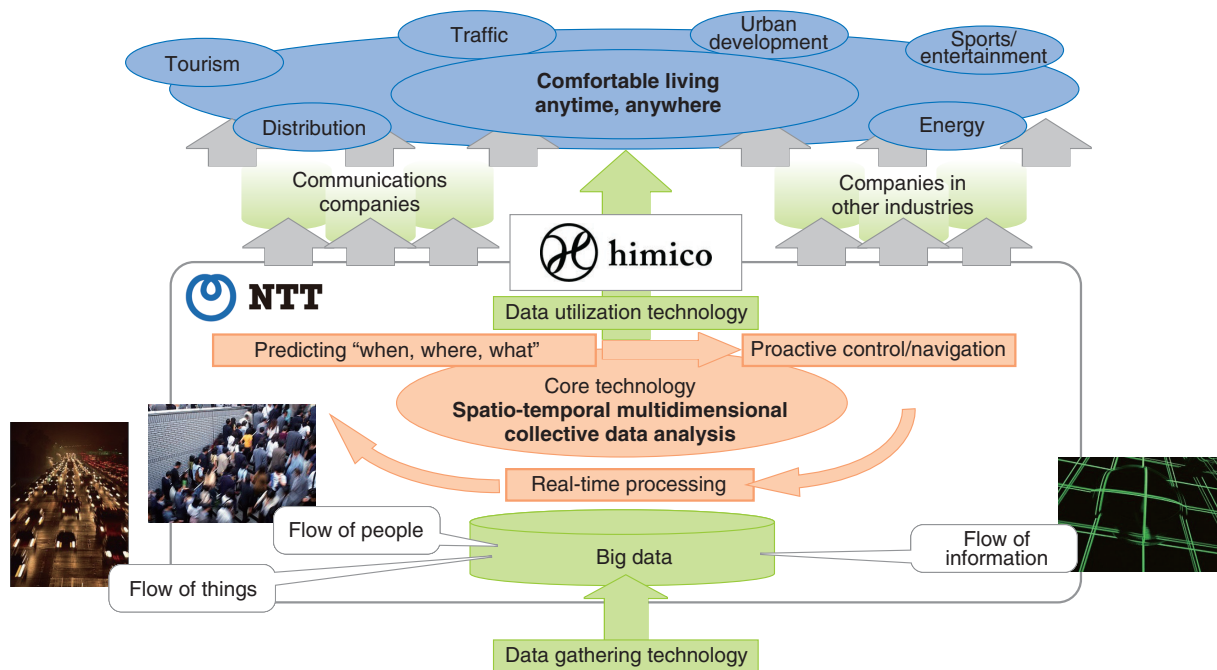 Tourism
Traffic
Urban
development
Sports/
entertainment
Comfortable living
anytime, anywhere
Distribution
Energy
Communications
companies
Companies in
other industries
himico
NTT
Data utilization technology
Predicting “when, where, what”
Proactive control/navigation
Core technology
Spatio-temporal multidimensional
collective data analysis
Real-time processing
Flow of people
Big data
Flow of
information
Flow of things
Data gathering technology